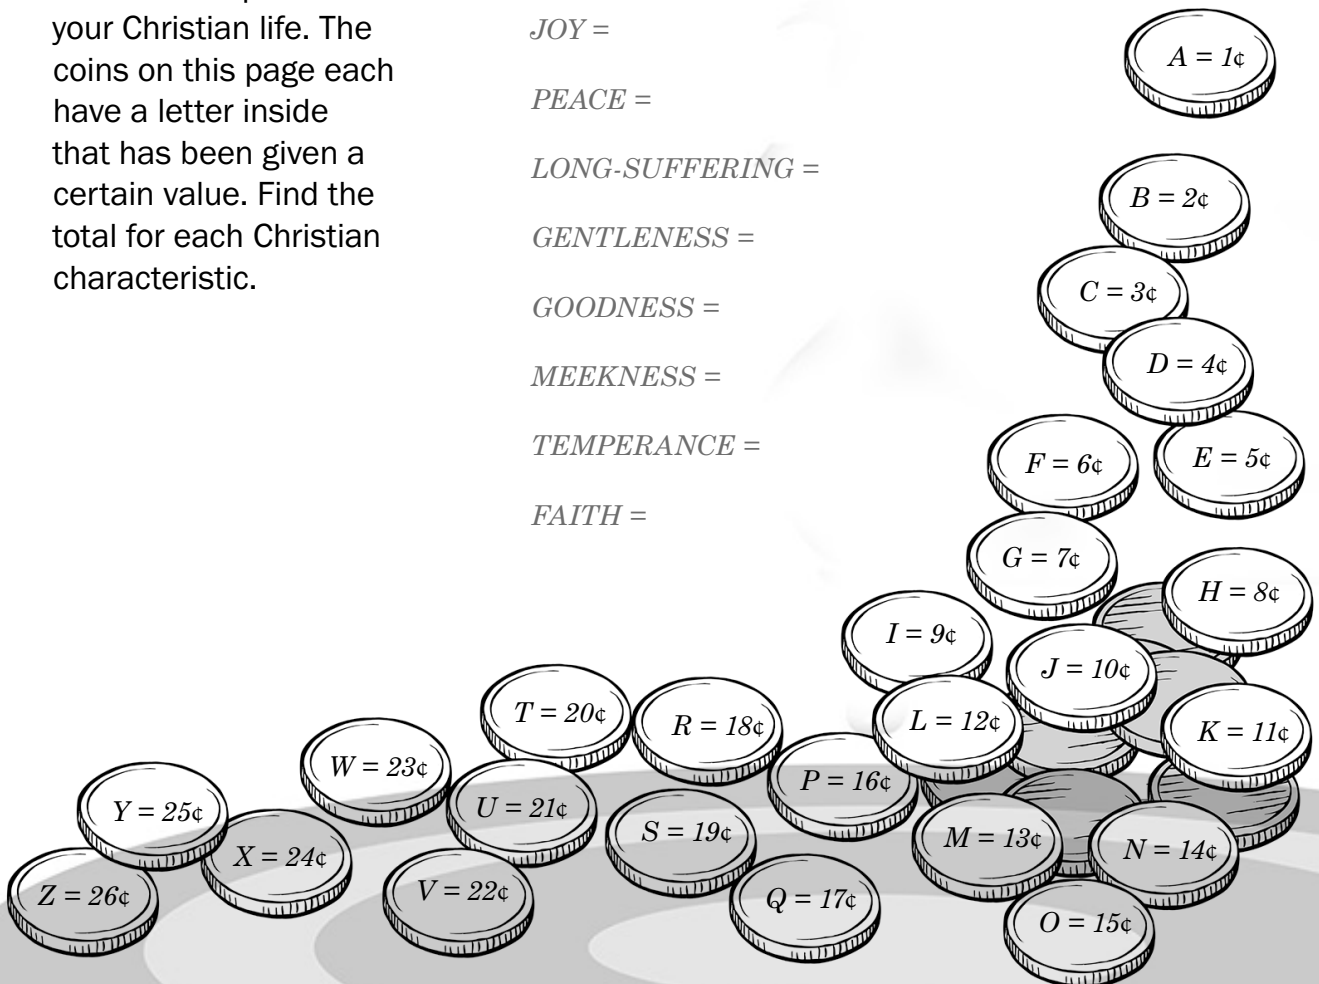 your Christian life. The
coins on this page each
have a letter inside
that has been given a
certain value. Find the
total for each Christian
characteristic.
JOY =
PEACE =
LONG-SUFFERING =
GENTLENESS =
GOODNESS =
MEEKNESS =
TEMPERANCE =
FAITH =
A = 1¢
B = 2¢
C = 3¢
D = 4¢
E = 5¢
F = 6¢
G = 7¢
H = 8¢
I = 9¢
J = 10¢
K = 11¢
L = 12¢
M = 13¢
N = 14¢
O = 15¢
P = 16¢
Q = 17¢
R = 18¢
S = 19¢
T = 20¢
U = 21¢
V = 22¢
W = 23¢
X = 24¢
Y = 25¢
Z = 26¢